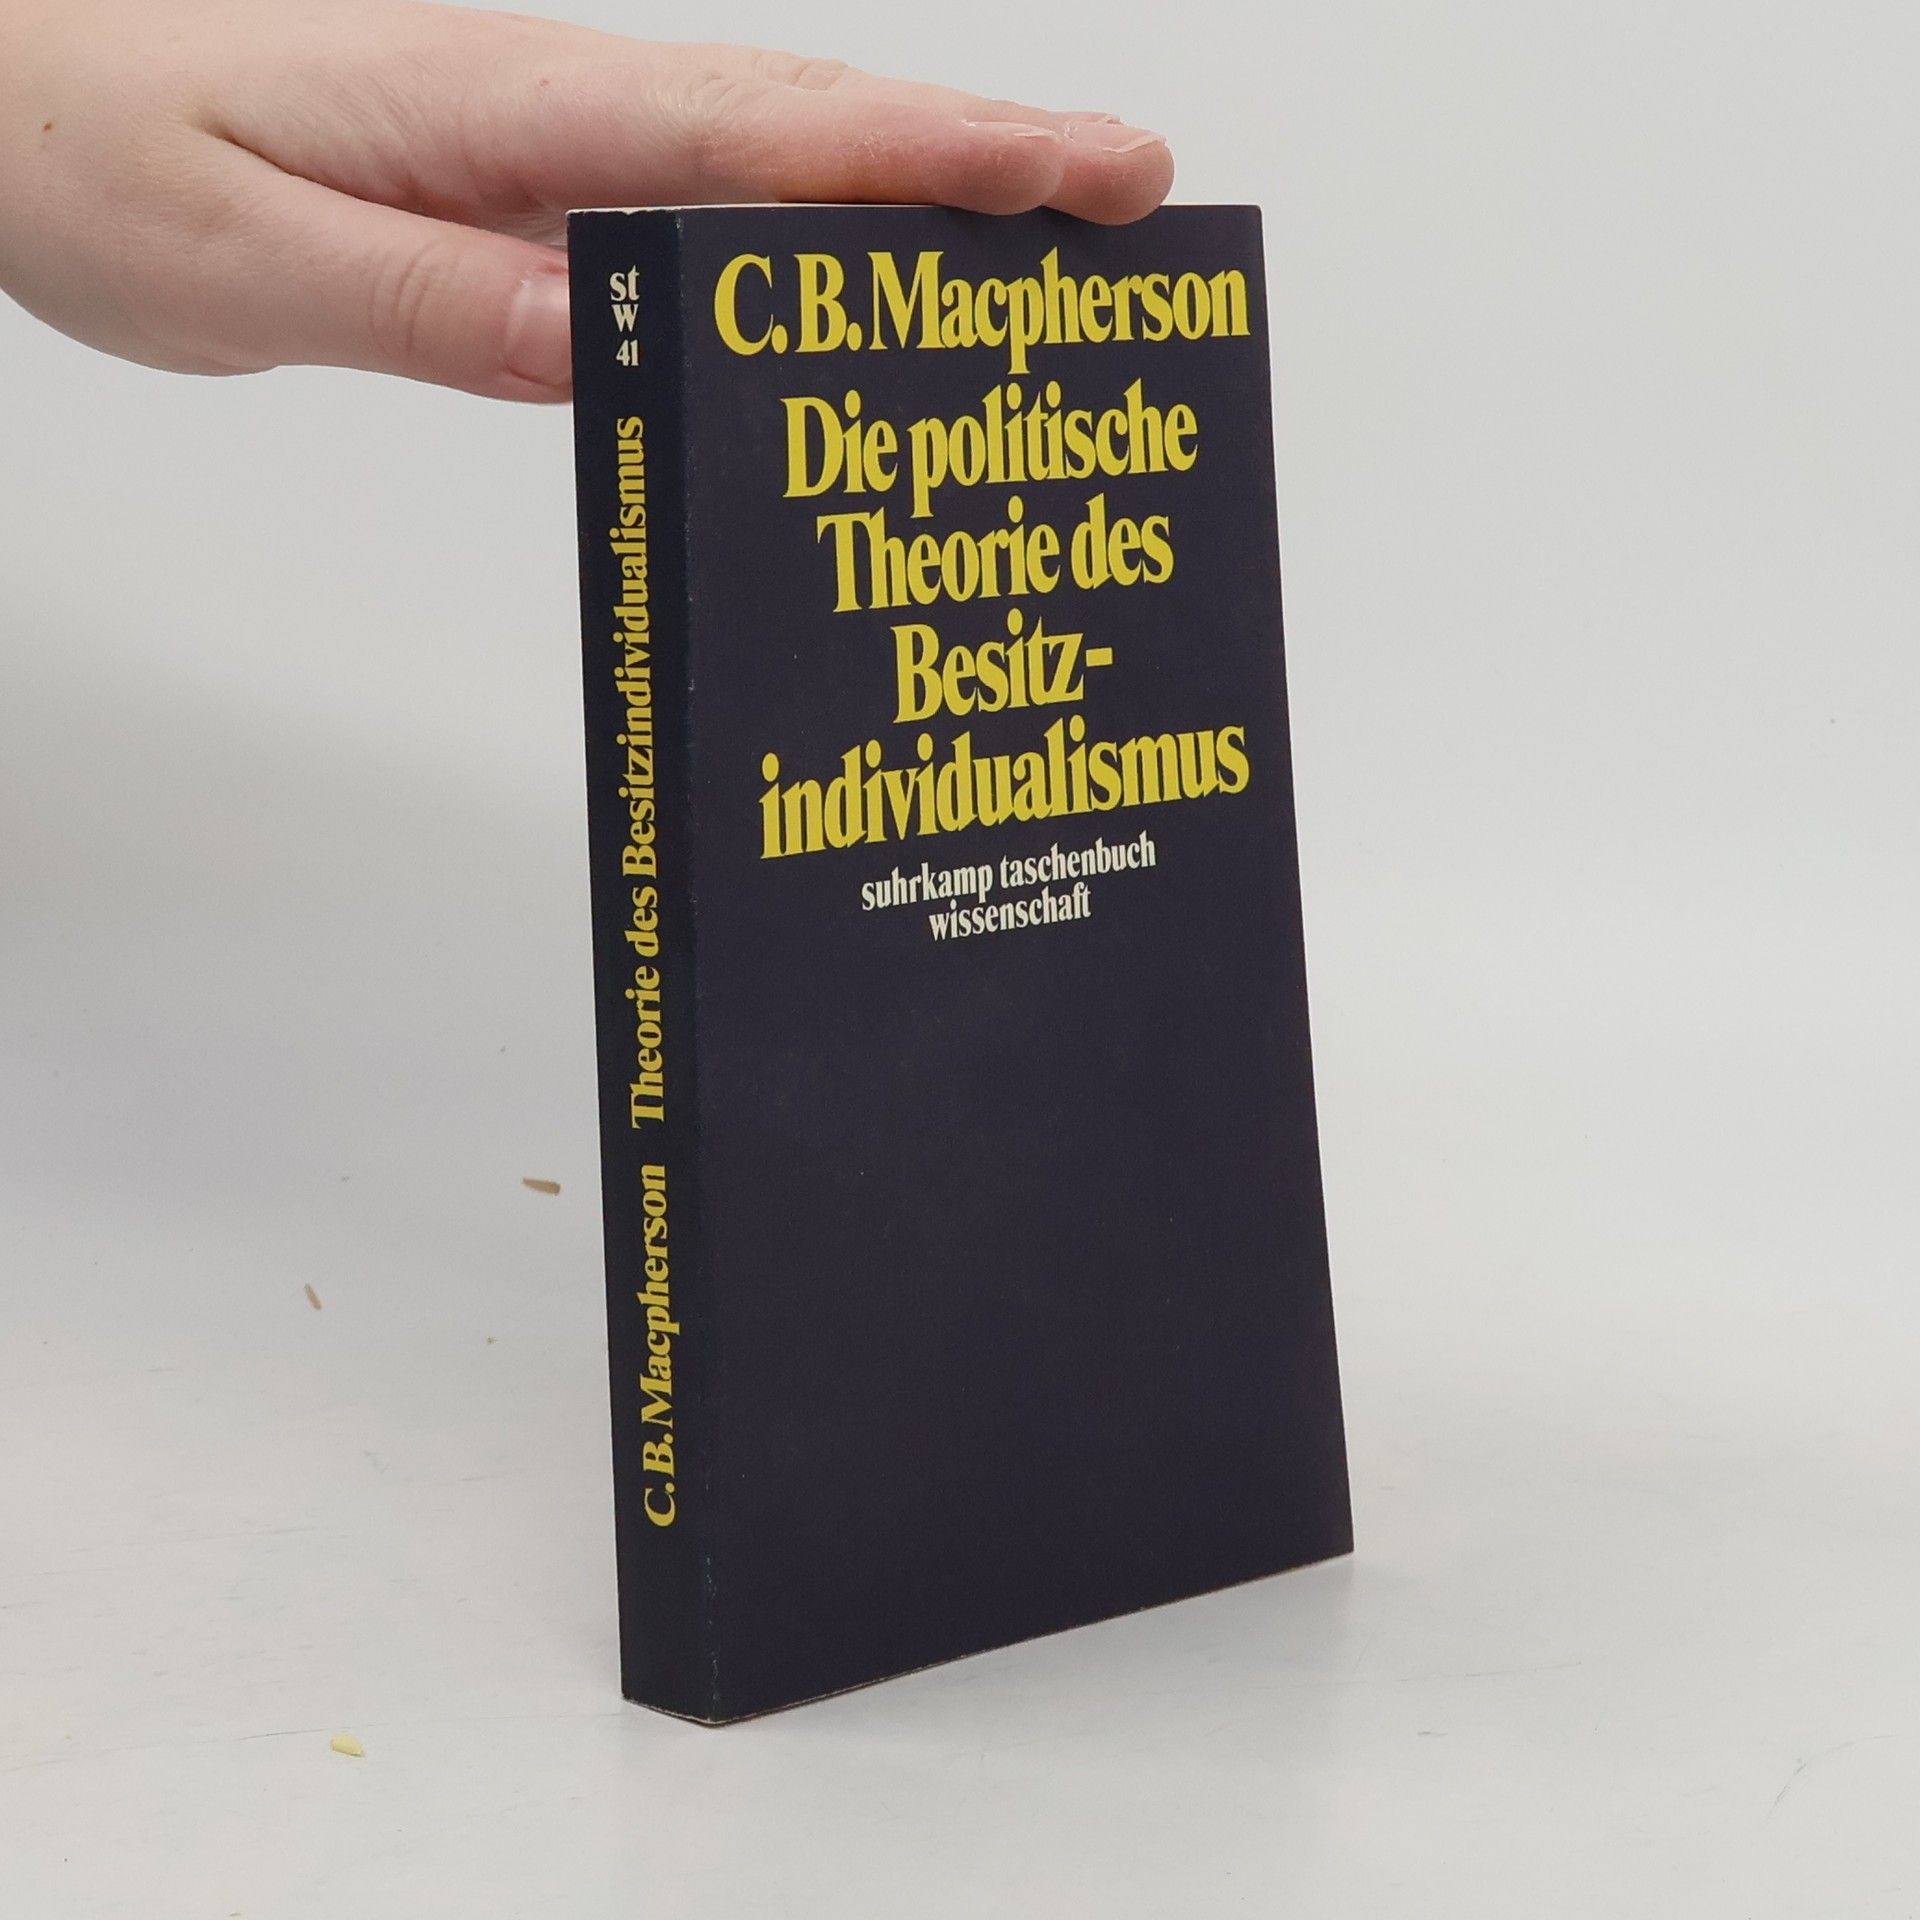 st
w
41
C.B.Macpherson Theorie des Besitzindividualismus
C.B.Macpherson
Die politische
Theorie des
Besitz-
individualismus
suhrkamp taschenbuch
wissenschaft